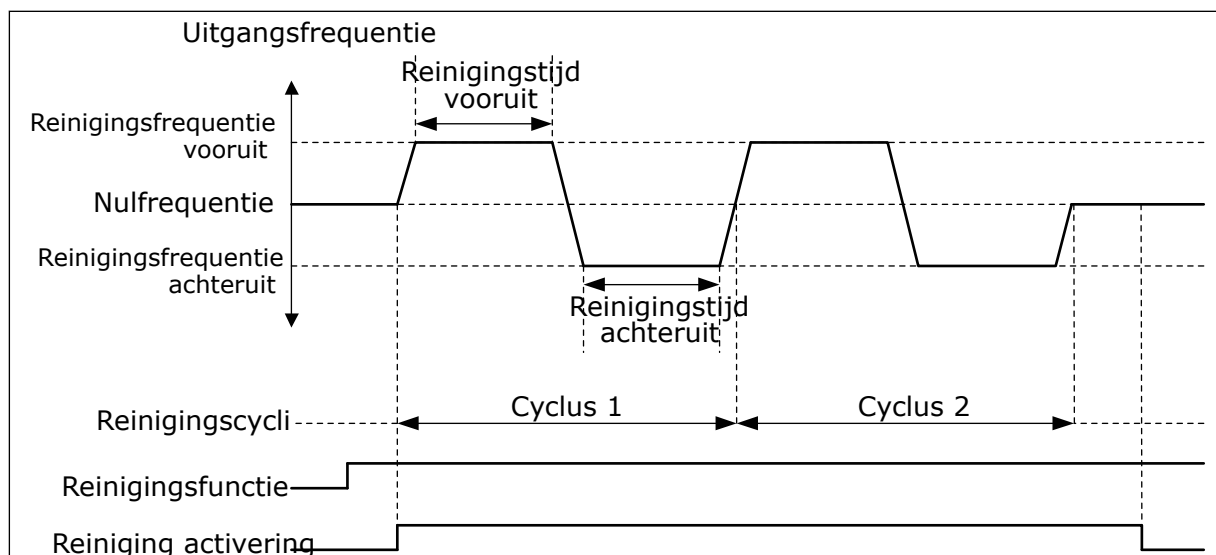 Uitgangsfrequentie
Reinigingstijd
vooruit
Reinigingsfrequentie
vooruit
Nulfrequentie
Reinigingsfrequentie
achteruit
Reinigingstijd
achteruit
Reinigingscycli
Cyclus 1
Cyclus 2
Reinigingsfunctie
Reiniging activering